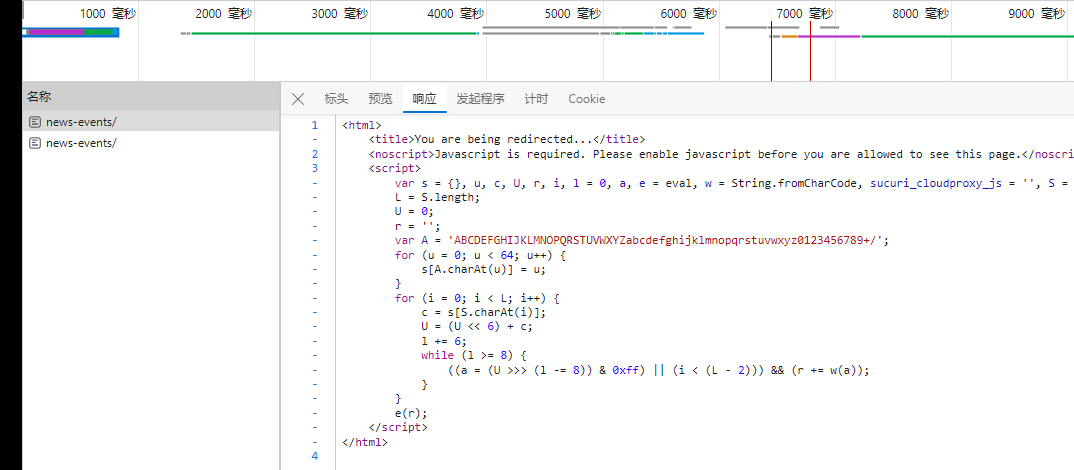 1000 毫秒 2000 毫秒 3000 毫秒 4000 毫秒 5000 毫秒 6000 毫秒 7000 毫秒 8000 毫秒 9000 毫秒
名称 标头 预览 响应 发起程序 计时 Cookie
news-events/
news-events/
1 <html>
- <title>You are being redirected...</title>
2 <noscript>Javascript is required. Please enable javascript before you are allowed to see this page.</noscri
3 <script>
- var s = {}, u, c, U, r, i, l = 0, a, e = eval, w = String.fromCharCode, sucuri_cloudproxy_js = '', S =
- L = S.length;
- U = 0;
- r = '';
- var A = 'ABCDEFGHIJKLMNOPQRSTUVWXYZabcdefghijklmnopqrstuvwxyz0123456789+/';
- for (u = 0; u < 64; u++) {
- s[A.charAt(u)] = u;
- }
- for (i = 0; i < L; i++) {
- c = s[S.charAt(i)];
- U = (U << 6) + c;
- l += 6;
- while (l >= 8) {
- ((a = (U >>> (l -= 8)) & 0xff) || (i < (L - 2))) && (r += w(a));
- }
- }
- e(r);
- </script>
- </html>
4